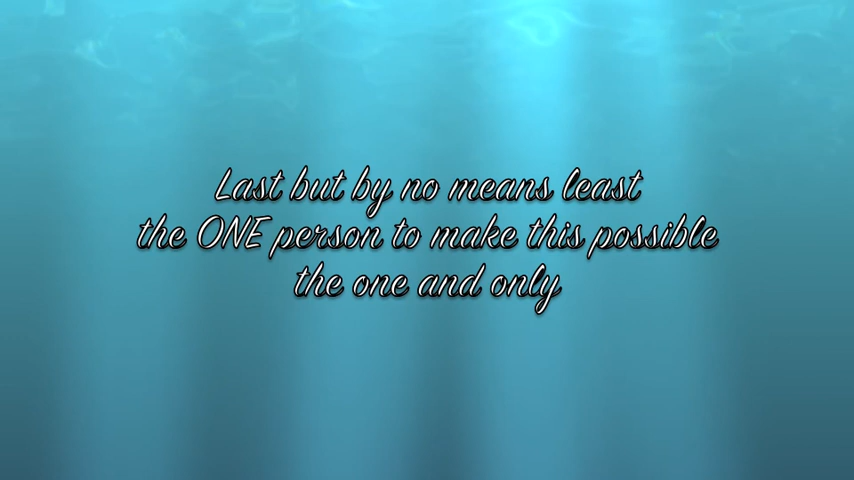 Last but by no means least
the ONE person to make this possible
the one and only